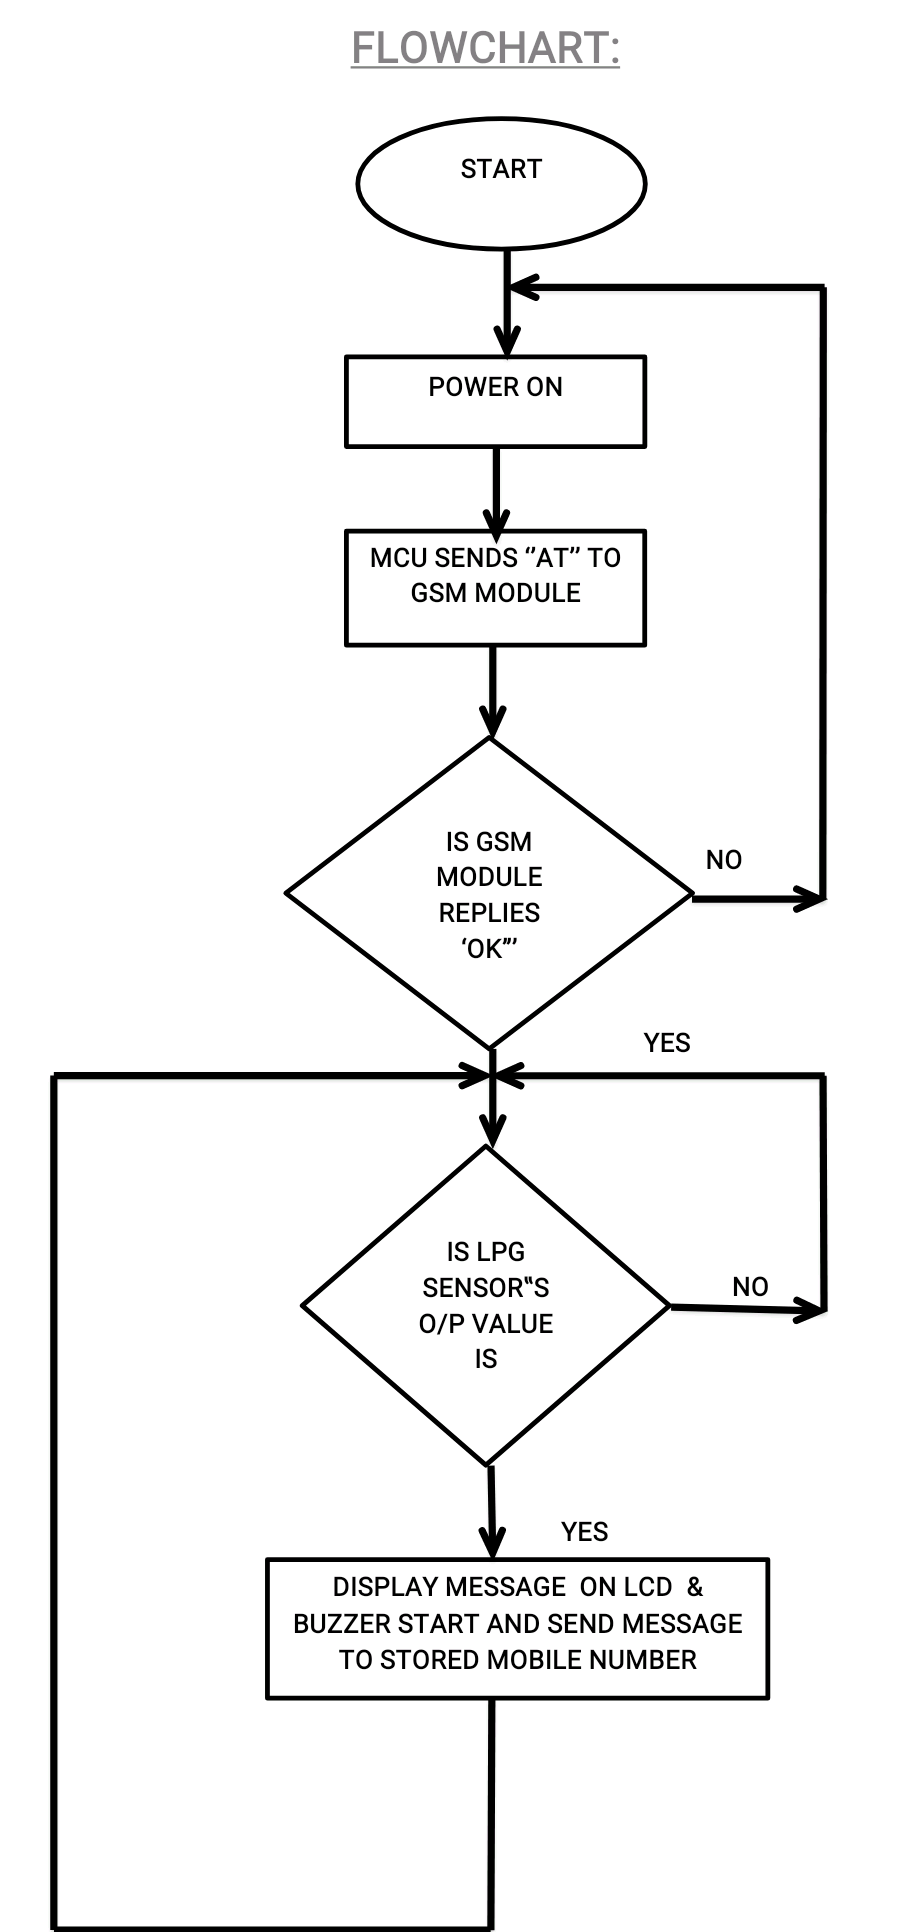 FLOWCHART:
START
POWER ON
MCU SENDS ‘’AT’’ TO
GSM MODULE
IS GSM
MODULE
REPLIES
‘OK’’’
NO
YES
IS LPG
SENSOR‟S
O/P VALUE
IS
NO
YES
DISPLAY MESSAGE  ON LCD  &
BUZZER START AND SEND MESSAGE
TO STORED MOBILE NUMBER